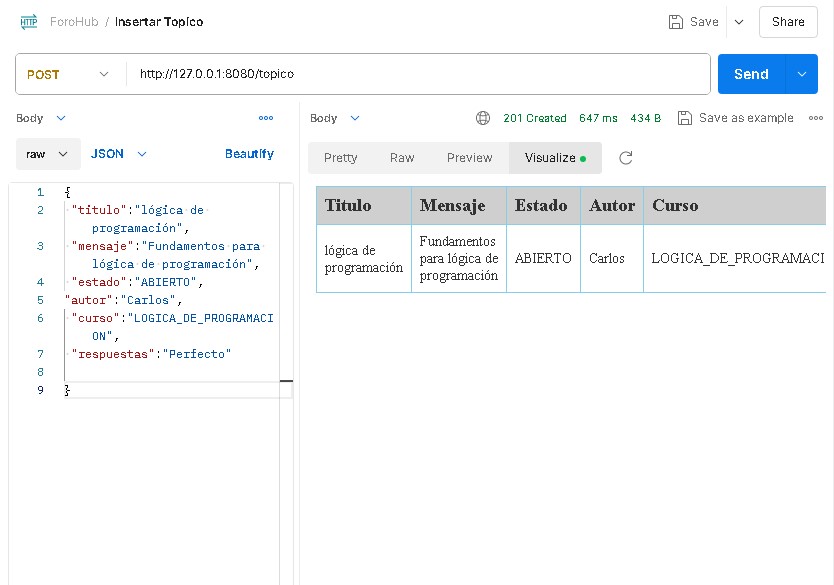 HTTP ForoHub / Insertar Topico Save Share
POST http://127.0.0.1:8080/topico Send
Body
raw JSON Beautify
1 {
2 "titulo":"lógica de
programación",
3 "mensaje":"Fundamentos para
lógica de programación",
4 "estado":"ABIERTO",
5 "autor":"Carlos",
6 "curso":"LOGICA_DE_PROGRAMACI
ON",
7 "respuestas":"Perfecto"
8
9 }
Body 201 Created 647 ms 434 B Save as example
Pretty Raw Preview Visualize
Titulo Mensaje Estado Autor Curso
lógica de
programación
Fundamentos
para lógica de
programación
ABIERTO
Carlos
LOGICA_DE_PROGRAMACI